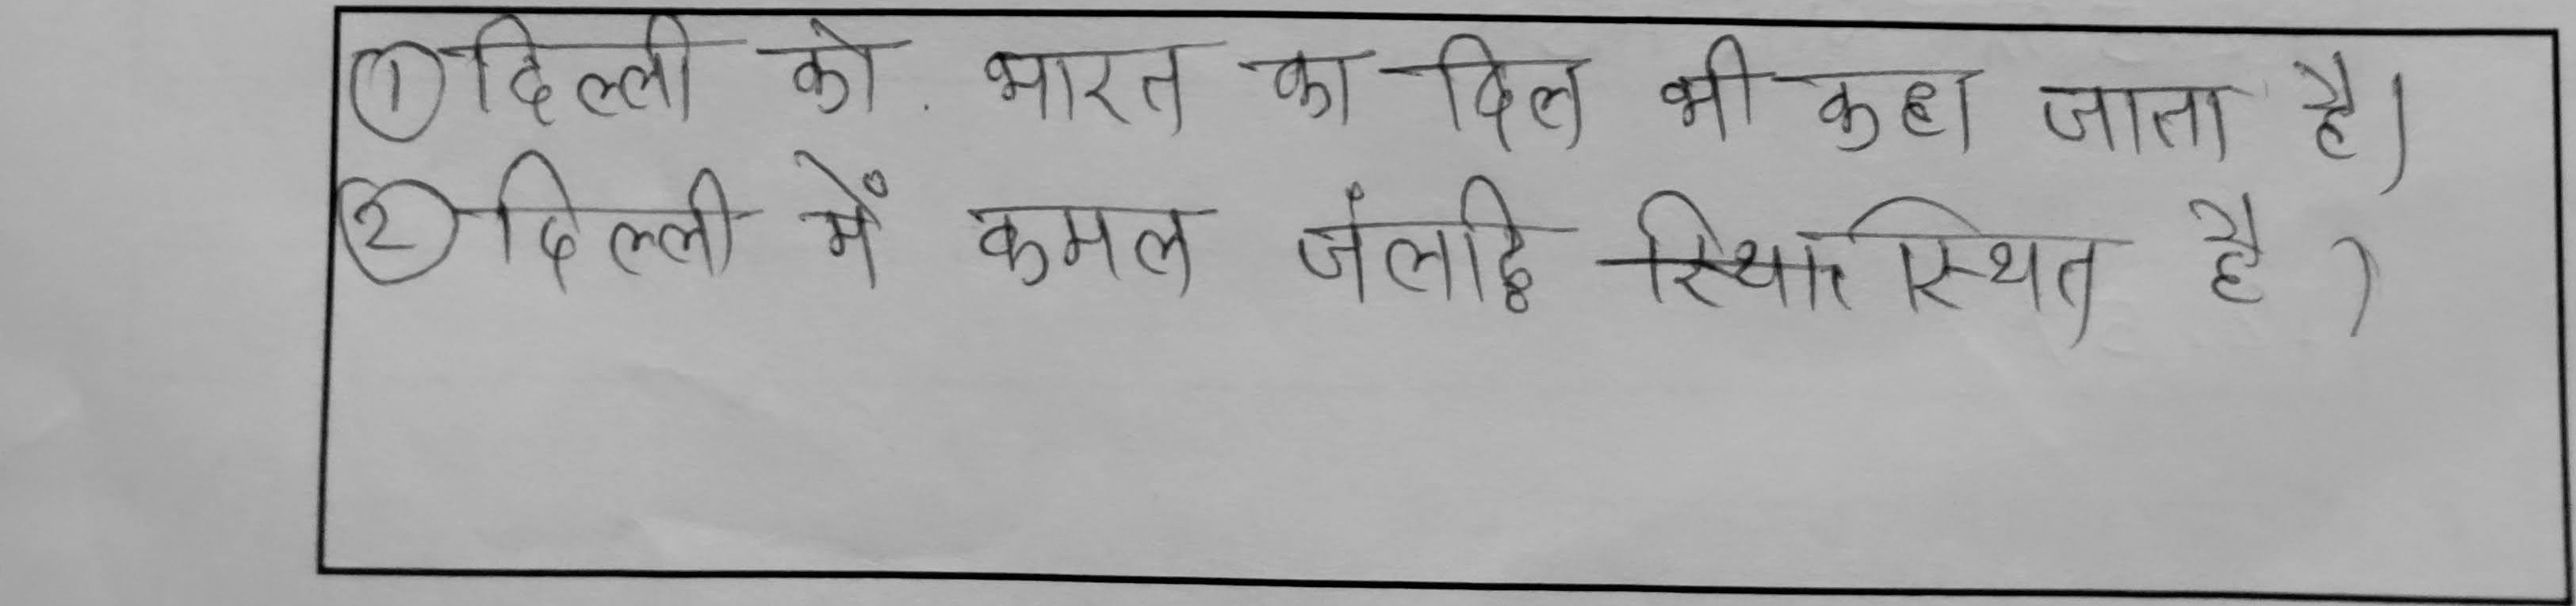 ① दिल्ली को. भारत का दिल भी कहा जाता है।
② दिल्ली में कमल स्थित है।